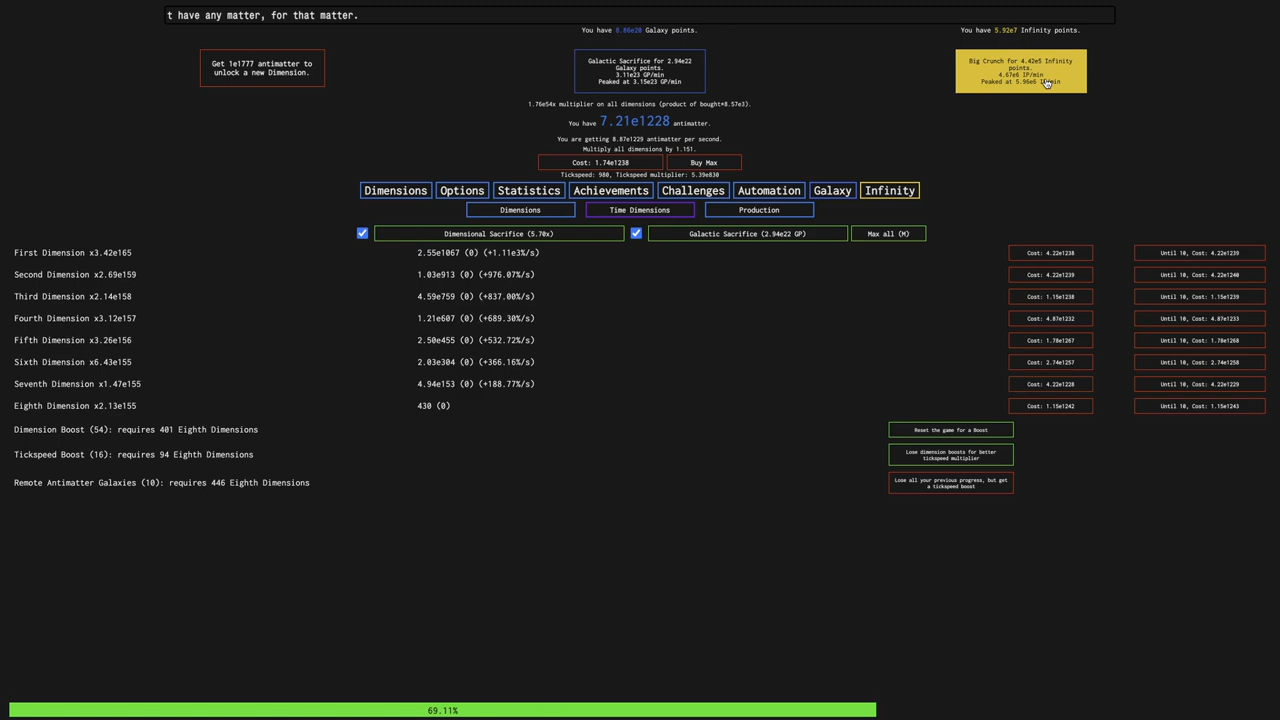 t have any matter, for that matter.
You have 8.86e20 Galaxy points.
You have 5.92e7 Infinity points.
Get 1e1777 antimatter to
unlock a new Dimension.
Galactic Sacrifice for 2.94e22
Galaxy points.
3.11e23 GP/min
Peaked at 3.15e23 GP/min
Big Crunch for 4.42e5 Infinity
points.
4.67e6 IP/min
Peaked at 5.96e6 IP/min
1.76e54x multiplier on all dimensions (product of bought*8.57e3).
You have 7.21e1228 antimatter.
You are getting 8.87e1229 antimatter per second.
Multiply all dimensions by 1.151.
Cost: 1.74e1238 Buy Max
Tickspeed: 980, Tickspeed multiplier: 5.39e830
Dimensions Options Statistics Achievements Challenges Automation Galaxy Infinity
Dimensions Time Dimensions Production
Dimensional Sacrifice (5.70x) Galactic Sacrifice (2.94e22 GP) Max all (M)
First Dimension x3.42e165 2.55e1067 (0) (+1.11e3%/s) Cost: 4.22e1238 Until 10, Cost: 4.22e1239
Second Dimension x2.69e159 1.03e913 (0) (+976.07%/s) Cost: 4.22e1239 Until 10, Cost: 4.22e1240
Third Dimension x2.14e158 4.59e759 (0) (+837.00%/s) Cost: 1.15e1238 Until 10, Cost: 1.15e1239
Fourth Dimension x3.12e157 1.21e607 (0) (+689.30%/s) Cost: 4.87e1232 Until 10, Cost: 4.87e1233
Fifth Dimension x3.26e156 2.50e455 (0) (+532.72%/s) Cost: 1.78e1267 Until 10, Cost: 1.78e1268
Sixth Dimension x6.43e155 2.03e304 (0) (+366.16%/s) Cost: 2.74e1257 Until 10, Cost: 2.74e1258
Seventh Dimension x1.47e155 4.94e153 (0) (+188.77%/s) Cost: 4.22e1228 Until 10, Cost: 4.22e1229
Eighth Dimension x2.13e155 430 (0) Cost: 1.15e1242 Until 10, Cost: 1.15e1243
Dimension Boost (54): requires 401 Eighth Dimensions Reset the game for a Boost
Tickspeed Boost (16): requires 94 Eighth Dimensions Lose dimension boosts for better
tickspeed multiplier
Remote Antimatter Galaxies (10): requires 446 Eighth Dimensions Lose all your previous progress, but get
a tickspeed boost
69.11%